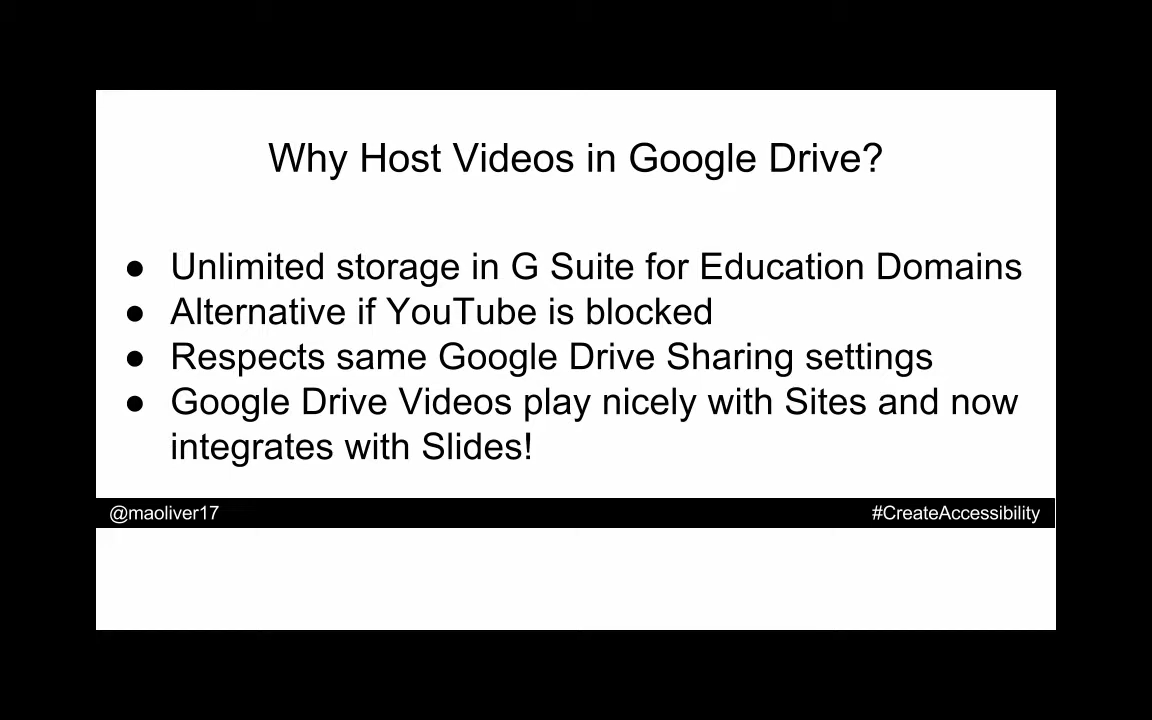 Why Host Videos in Google Drive?
● Unlimited storage in G Suite for Education Domains
● Alternative if YouTube is blocked
● Respects same Google Drive Sharing settings
● Google Drive Videos play nicely with Sites and now
integrates with Slides!
@maoliver17
#CreateAccessibility